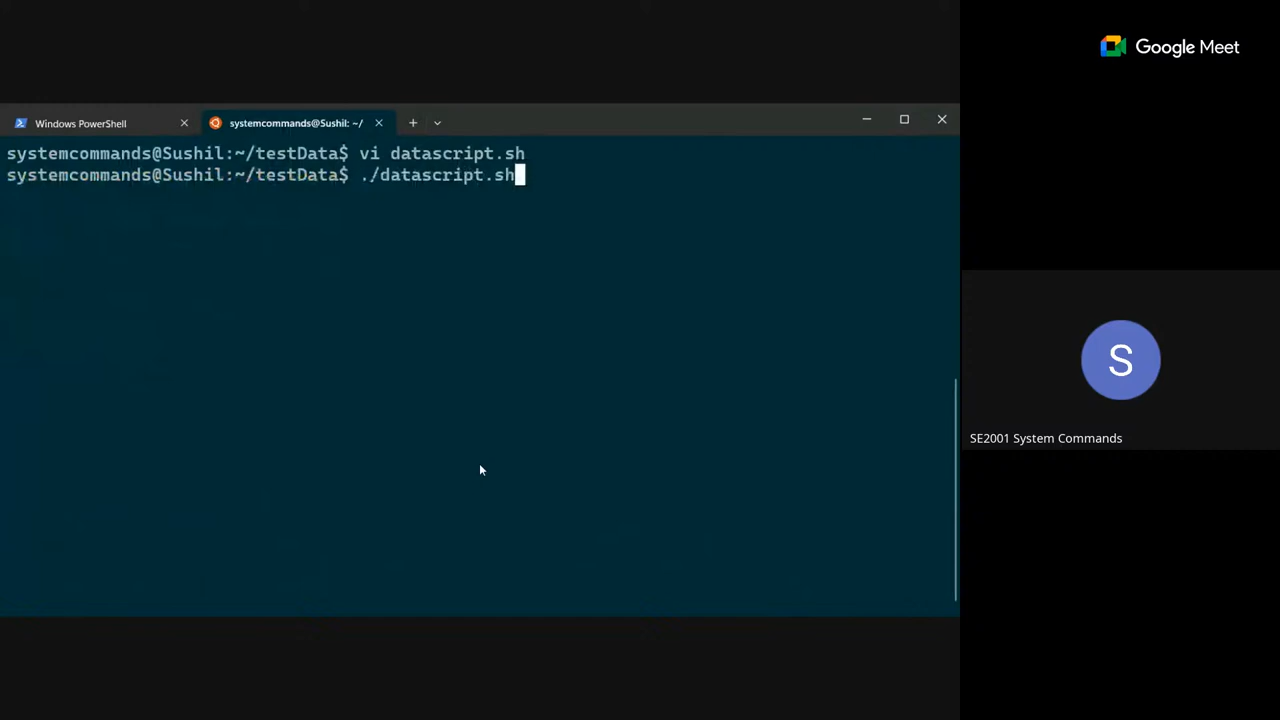 Google Meet
Windows PowerShell
systemcommands@Sushil: ~/
systemcommands@Sushil:~/testData$ vi datascript.sh
systemcommands@Sushil:~/testData$ ./datascript.sh
S
SE2001 System Commands